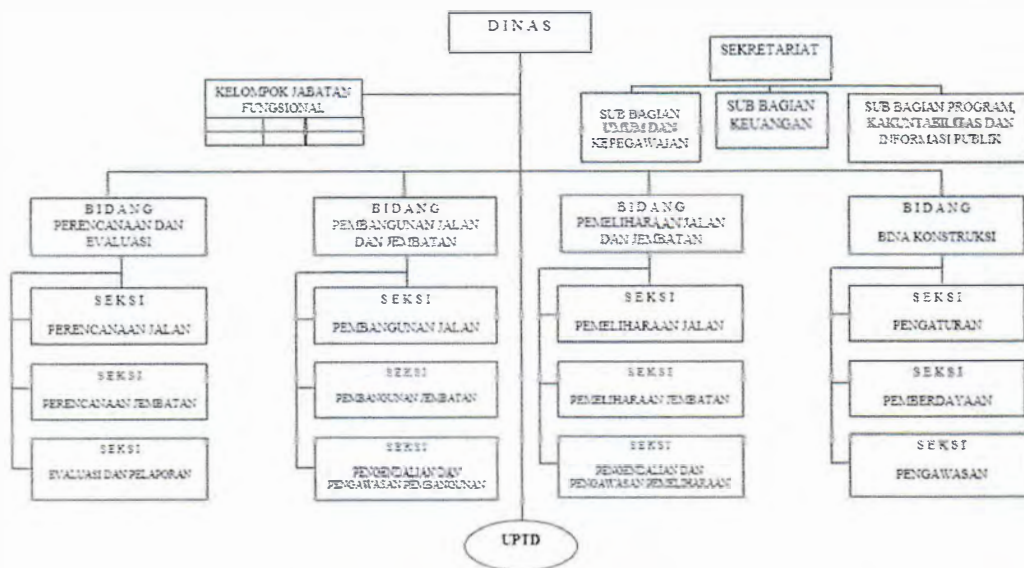 DINAS
SEKRETARIAT
KELOMPOK JABATAN
FUNGSIONAL
SUB BAGIAN
UMUM DAN
KEPEGAWAIAN
SUB BAGIAN
KEUANGAN
SUB BAGIAN PROGRAM,
KAKUNTABILITAS DAN
INFORMASI PUBLIK
BIDANG
PERENCANAAN DAN
EVALUASI
BIDANG
PEMBANGUNAN JALAN
DAN JEMBATAN
BIDANG
PEMELIHARAAN JALAN
DAN JEMBATAN
BIDANG
BINA KONSTRUKSI
SEKSI
PERENCANAAN JALAN
SEKSI
PEMBANGUNAN JALAN
SEKSI
PEMELIHARAAN JALAN
SEKSI
PENGATURAN
SEKSI
PERENCANAAN JEMBATAN
SEKSI
PEMBANGUNAN JEMBATAN
SEKSI
PEMELIHARAAN JEMBATAN
SEKSI
PEMBERDAYAAN
SEKSI
EVALUASI DAN PELAPORAN
SEKSI
PENGENDALIAN DAN
PENGAWASAN PEMBANGUNAN
SEKSI
PENGENDALIAN DAN
PENGAWASAN PEMELIHARAAN
SEKSI
PENGAWASAN
UPTD